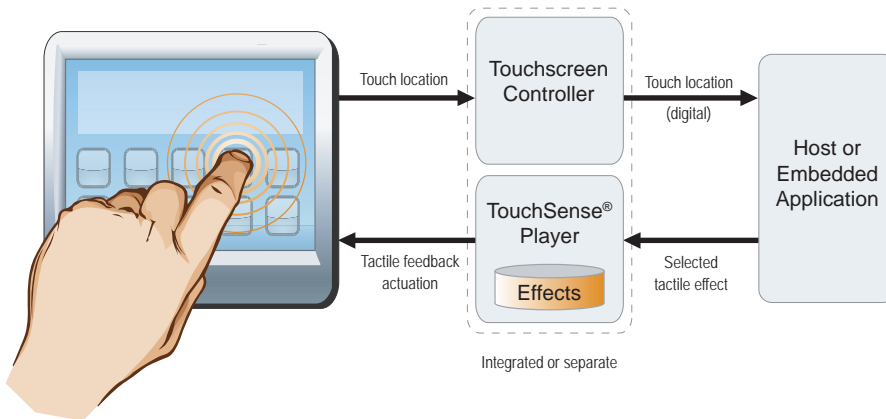 Touch location
Touchscreen
Controller
Touch location
(digital)
Host or
Embedded
Application
TouchSense®
Player
Effects
Tactile feedback
actuation
Selected
tactile effect
Integrated or separate